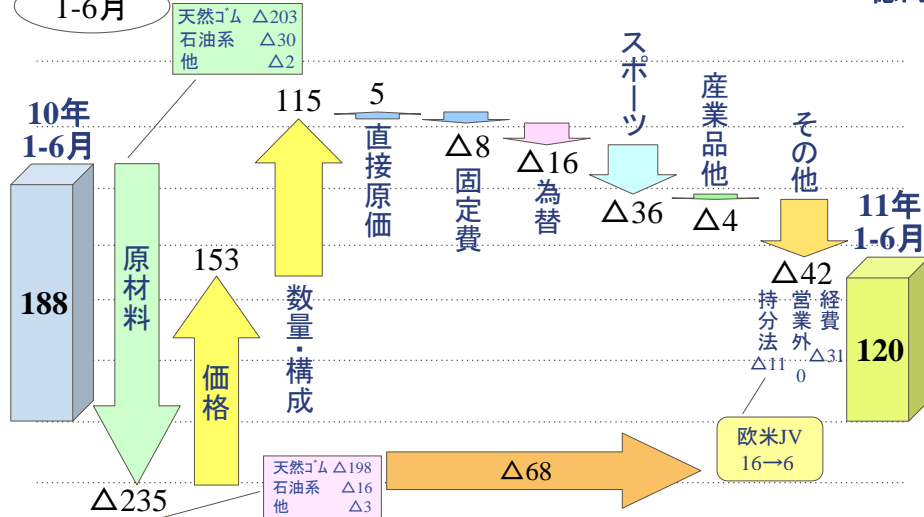 1-6月
天然ゴム △203
石油系 △30
他 △2
10年
1-6月
188
原材料
△235
153
価格
115
数量・構成
5
直接原価
△8
固定費
△16
為替
スポーツ
△36
産業品他
△4
その他
△42
持分法
△11
営業外
0
経費
△31
11年
1-6月
120
天然ゴム △198
石油系 △16
他 △3
△68
欧米JV
16→6